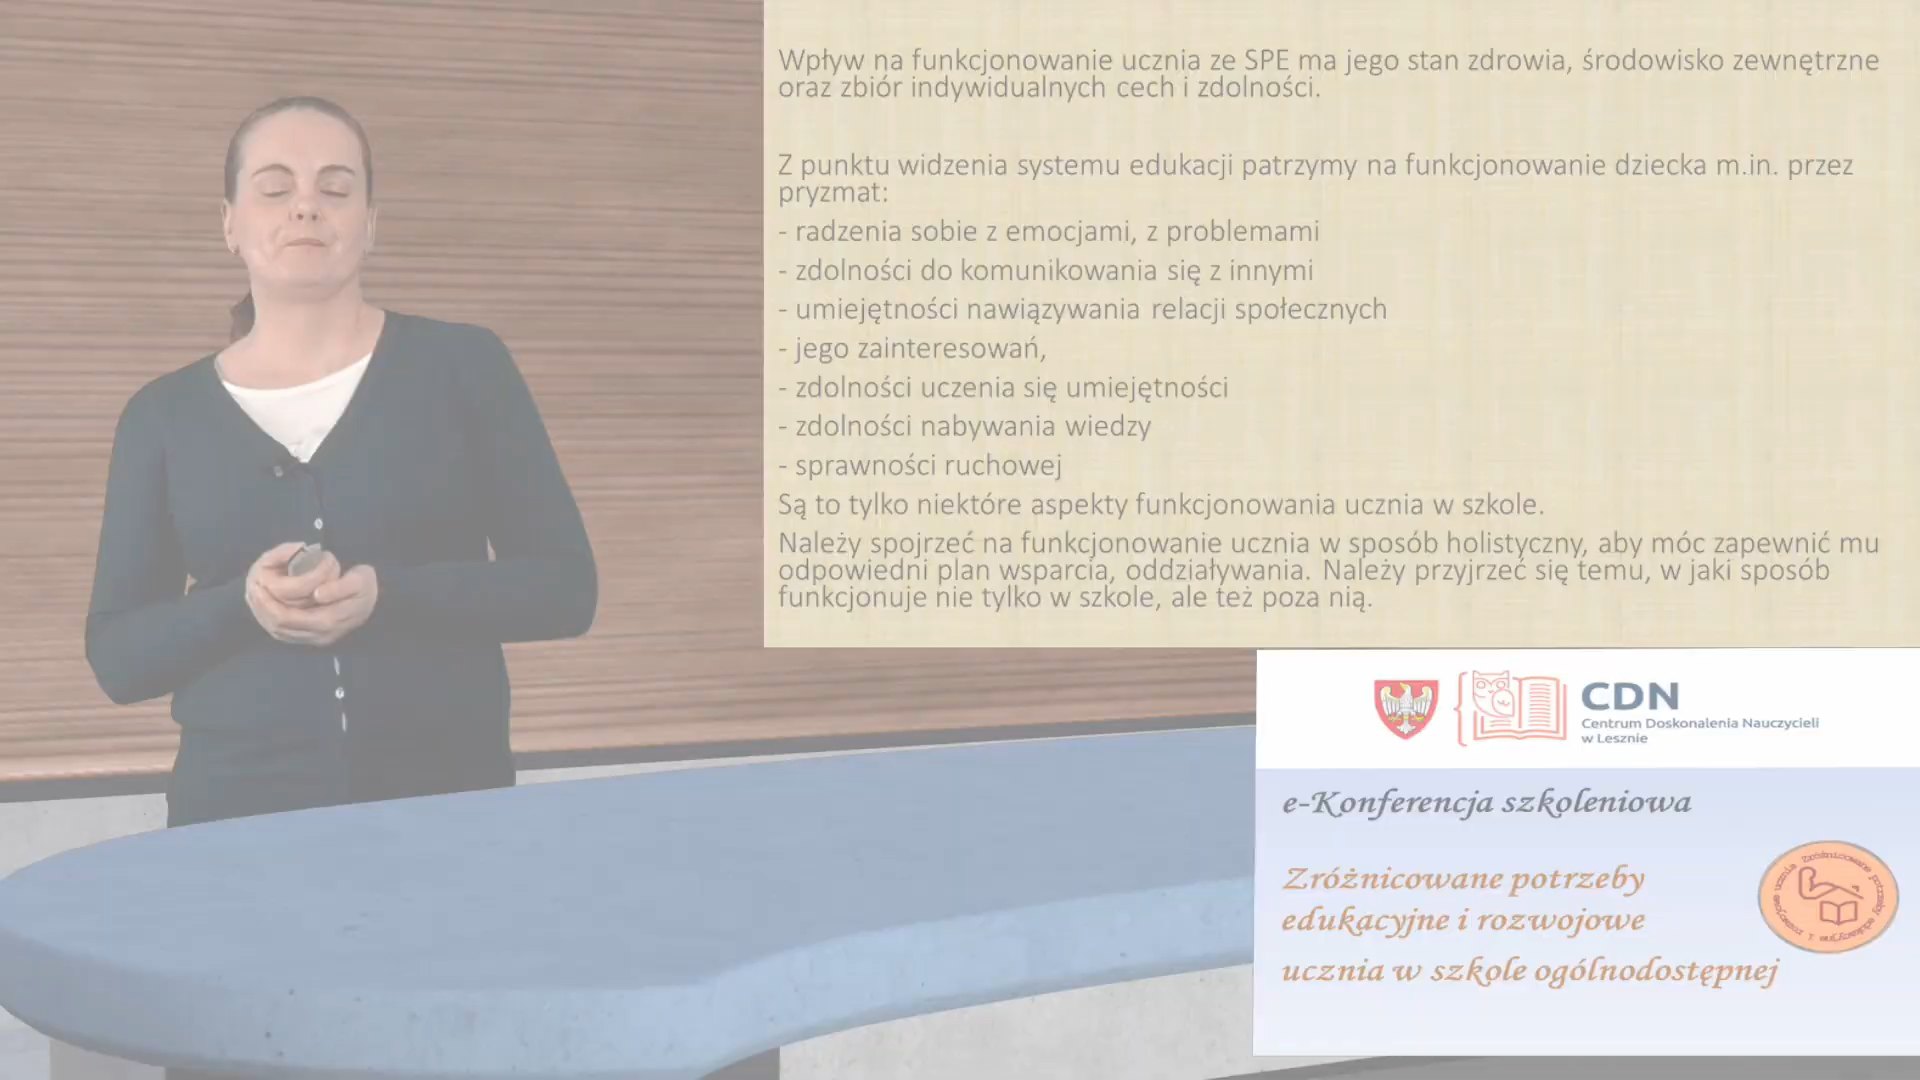 Wpływ na funkcjonowanie ucznia ze SPE ma jego stan zdrowia, środowisko zewnętrzne
oraz zbiór indywidualnych cech i zdolności.
Z punktu widzenia systemu edukacji patrzymy na funkcjonowanie dziecka m.in. przez
pryzmat:
- radzenia sobie z emocjami, z problemami
- zdolności do komunikowania się z innymi
- umiejętności nawiązywania relacji społecznych
- jego zainteresowań,
- zdolności uczenia się umiejętności
- zdolności nabywania wiedzy
- sprawności ruchowej
Są to tylko niektóre aspekty funkcjonowania ucznia w szkole.
Należy spojrzeć na funkcjonowanie ucznia w sposób holistyczny, aby móc zapewnić mu
odpowiedni plan wsparcia, oddziaływania. Należy przyjrzeć się temu, w jaki sposób
funkcjonuje nie tylko w szkole, ale też poza nią.
CDN
Centrum Doskonalenia Nauczycieli
w Lesznie
e-Konferencja szkoleniowa
Zróżnicowane potrzeby
edukacyjne i rozwojowe
ucznia w szkole ogólnodostępnej